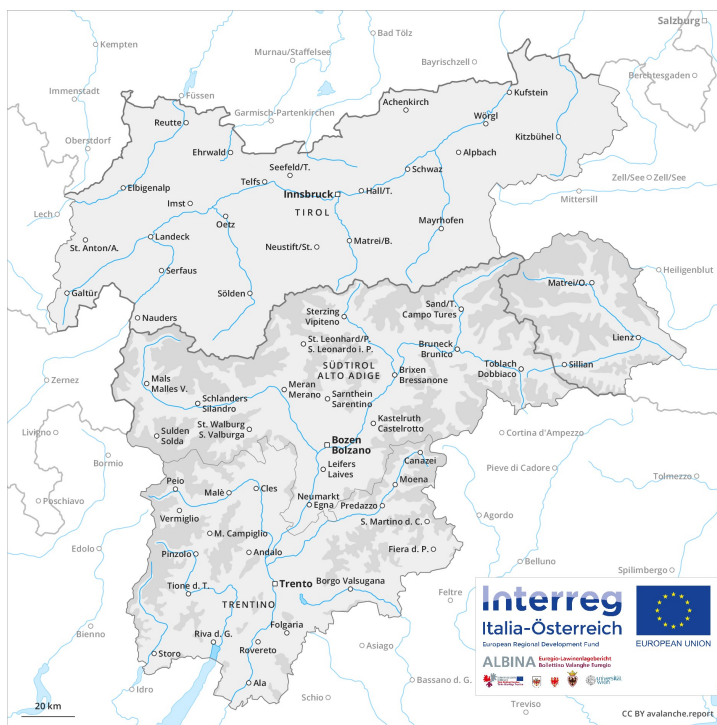 Salzburg
Kempten
Bad Tölz
Murnau/Staffelsee
Bayrischzell
Berchtesgaden
Immenstadt
Füssen
Garmisch-Partenkirchen
Achenkirch
Kufstein
Oberstdorf
Reutte
Wörgl
Kitzbühel
Ehrwald
Alpbach
Seefeld/T.
Schwaz
Telfs
Zell/See
Zell/See
Elbigenalp
Innsbruck
Hall/T.
Mittersill
Imst
TIROL
Lech
Oetz
Mayrhofen
Landeck
St. Anton/A.
Neustift/St.
Matrei/B.
Serfaus
Heiligenblut
Galtür
Sölden
Matrei/O.
Nauders
Sterzing
Vipiteno
Sand/T.
Campo Tures
St. Leonhard/P.
S. Leonardo i. P.
Lienz
Bruneck
Brunico
SÜDTIROL
ALTO ADIGE
Toblach
Dobbiaco
Sillian
Brixen
Bressanone
Zernez
Mals
Malles V.
Meran
Merano
Schlanders
Silandro
Sarnthein
Sarentino
Kastelruth
Castelrotto
St. Walburg
S. Valburga
Livigno
Sulden
Solda
Cortina d'Ampezzo
Bozen
Bolzano
Bormio
Canazei
Leifers
Laives
Pieve di Cadore
Tolmezzo
Peio
Moena
Malè
Cles
Neumarkt
Egna
Predazzo
Poschiavo
Vermiglio
Agordo
S. Martino d. C.
M. Campiglio
Edolo
Pinzolo
Andalo
Fiera d. P.
Belluno
Spilimbergo
Tione d. T.
Trento
Borgo Valsugana
Feltre
TRENTINO
Folgaria
Bienno
Riva d. G.
Rovereto
Asiago
Storo
Bassano d. G.
Idro
Ala
Schio
Treviso
20 km
Interreg
Italia-Österreich
European Regional Development Fund
EUROPEAN UNION
ALBINA Euregio-Lawinenlagebericht
Bollettino Valanghe Euregio
universität
wien
CC BY avalanche.report